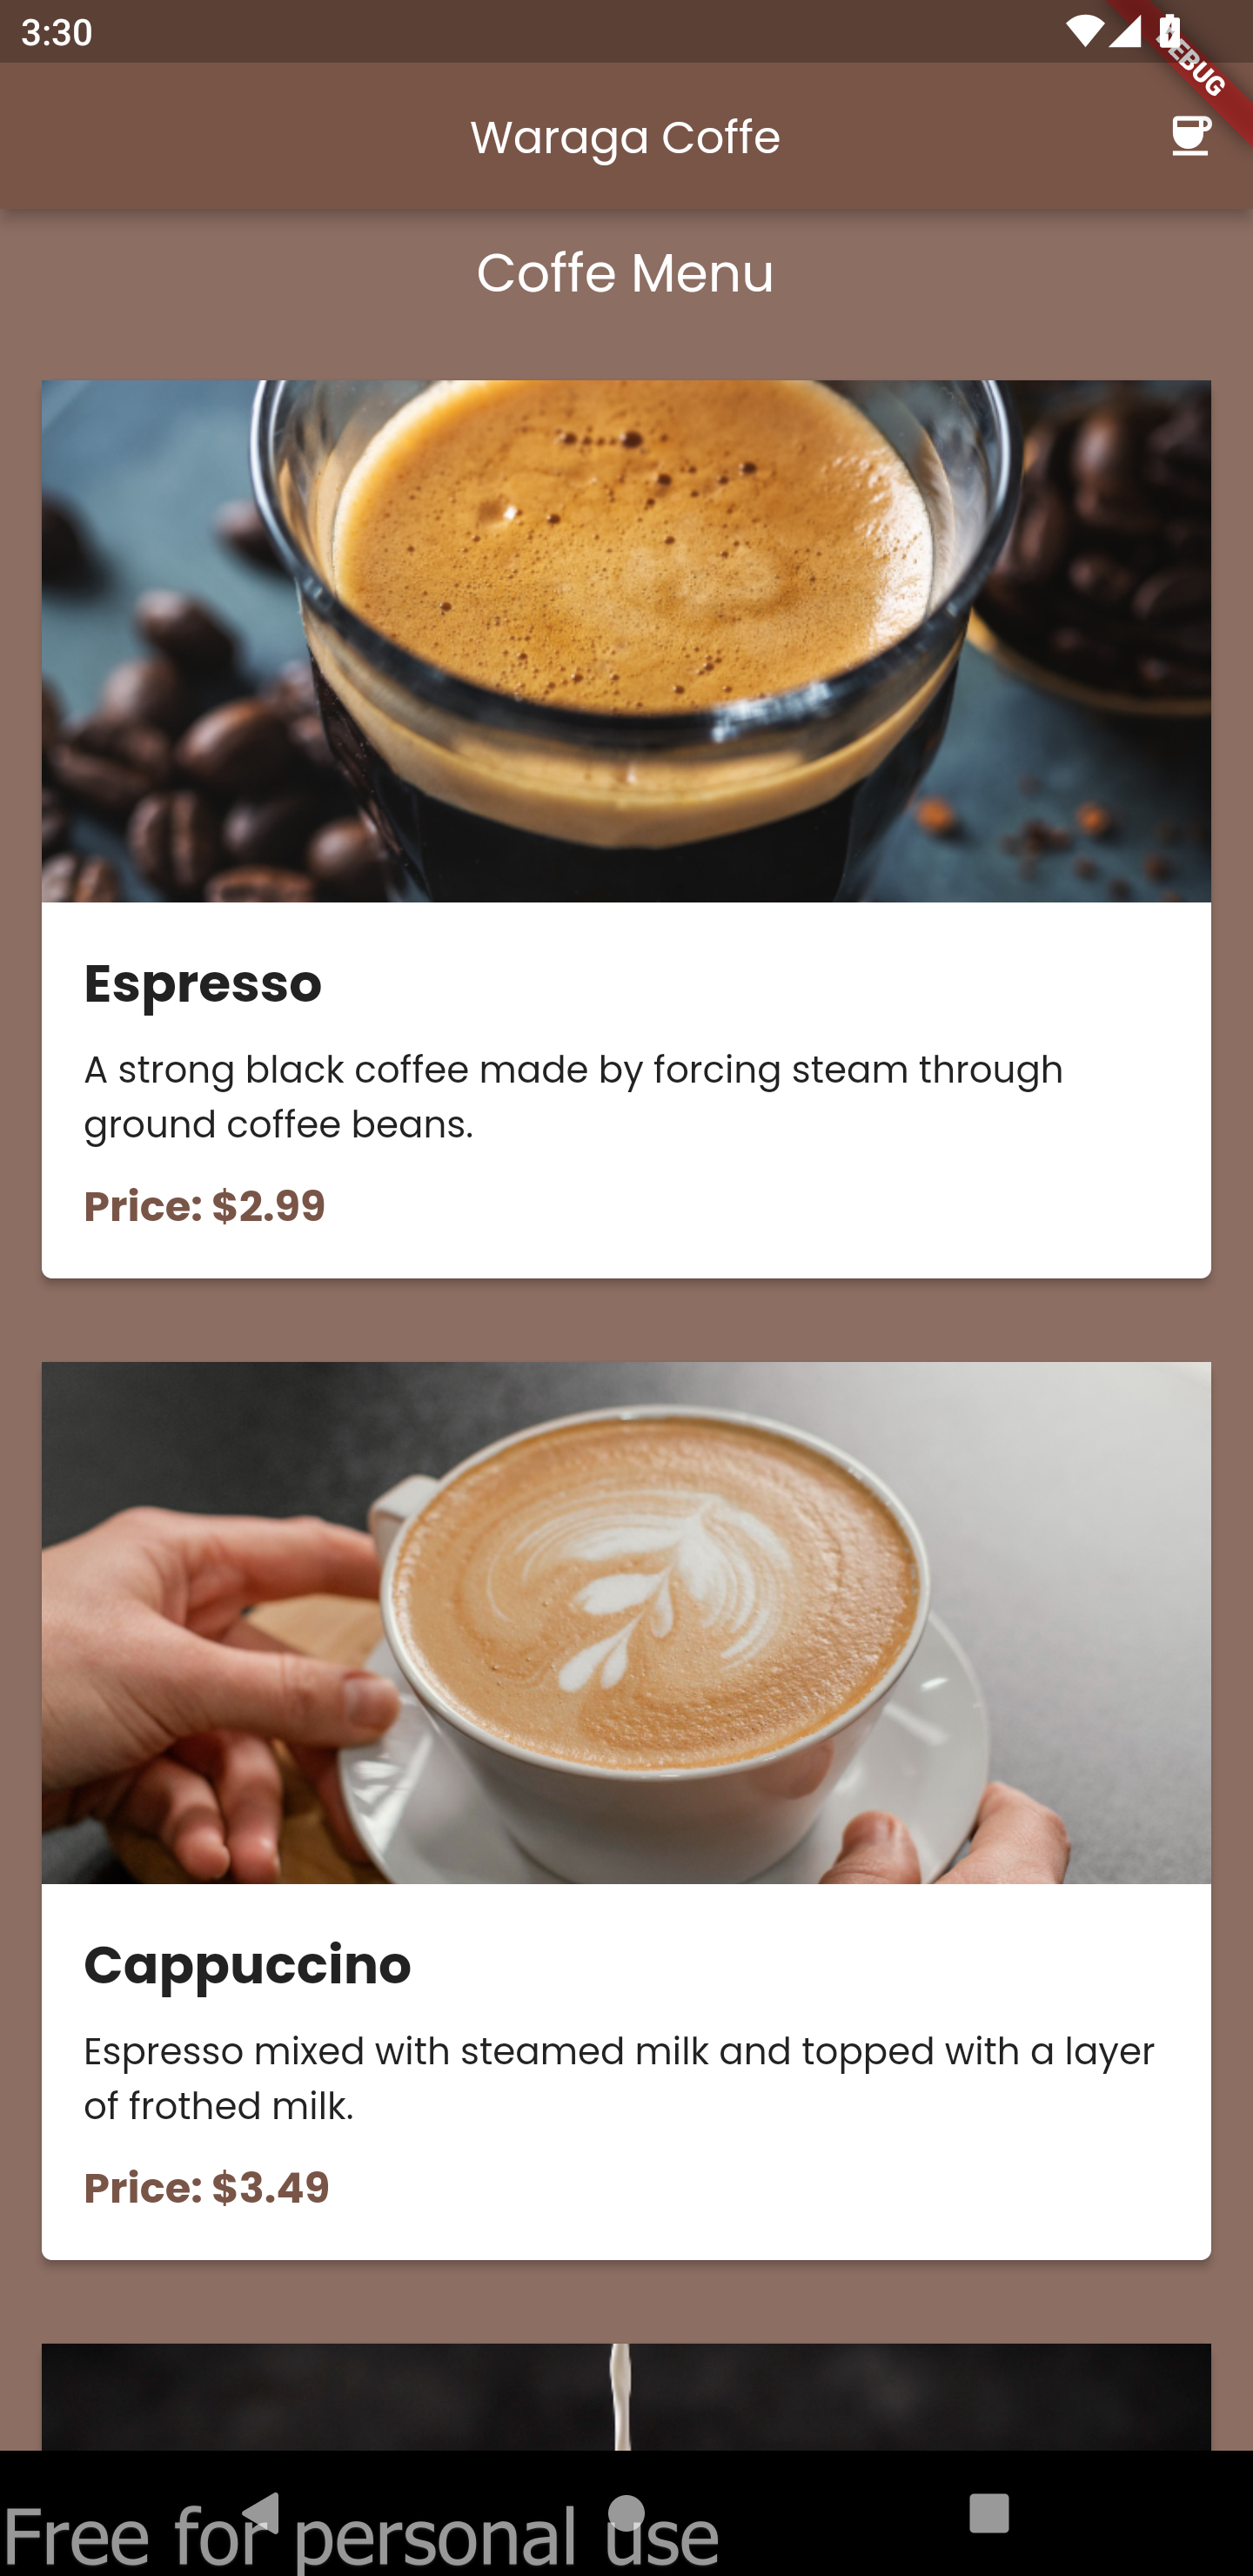 3:30
DEBUG
Waraga Coffe
Coffe Menu
Espresso
A strong black coffee made by forcing steam through
ground coffee beans.
Price: $2.99
Cappuccino
Espresso mixed with steamed milk and topped with a layer
of frothed milk.
Price: $3.49
Free for personal use